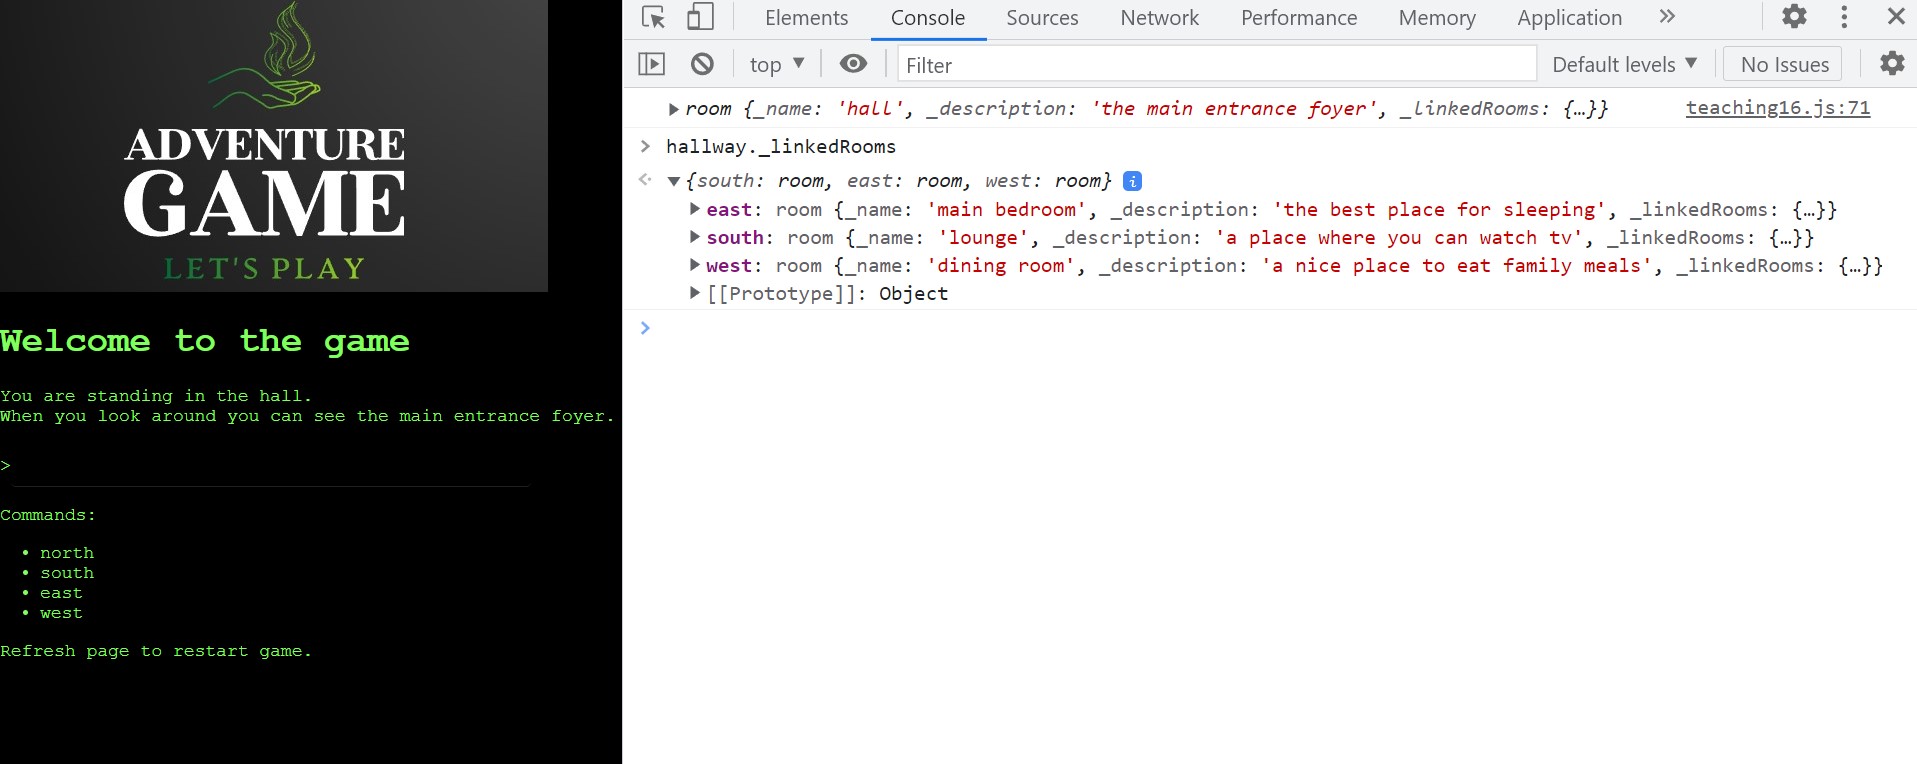 ADVENTURE
GAME
LET'S PLAY
Welcome to the game
You are standing in the hall.
When you look around you can see the main entrance foyer.
>
Commands:
• north
• south
• east
• west
Refresh page to restart game.
Elements Console Sources Network Performance Memory Application »
top ▼ Filter Default levels ▼ No Issues
▶ room {_name: 'hall', _description: 'the main entrance foyer', _linkedRooms: {…}} teaching16.js:71
> hallway._linkedRooms
▼ {south: room, east: room, west: room} i
▶ east: room {_name: 'main bedroom', _description: 'the best place for sleeping', _linkedRooms: {…}}
▶ south: room {_name: 'lounge', _description: 'a place where you can watch tv', _linkedRooms: {…}}
▶ west: room {_name: 'dining room', _description: 'a nice place to eat family meals', _linkedRooms: {…}}
▶ [[Prototype]]: Object
>